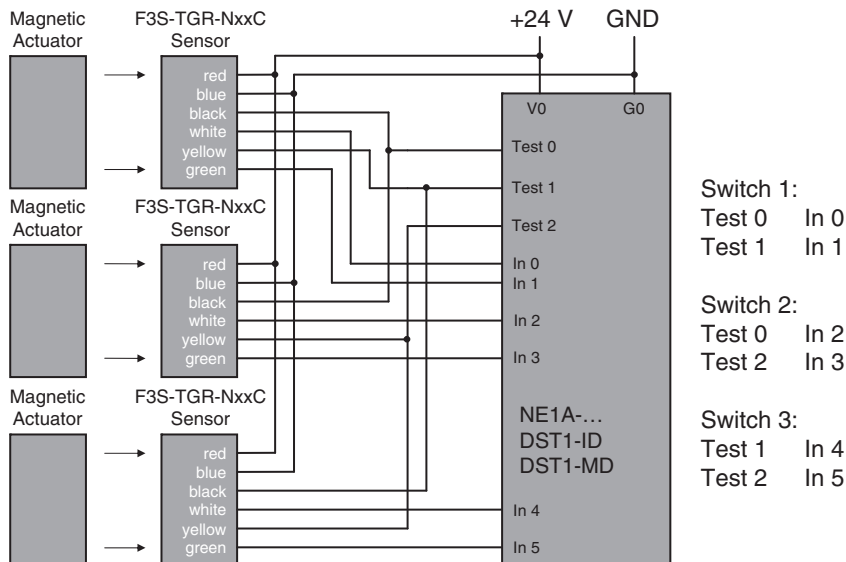 Magnetic
Actuator
F3S-TGR-NxxC
Sensor
red
blue
black
white
yellow
green
Magnetic
Actuator
F3S-TGR-NxxC
Sensor
red
blue
black
white
yellow
green
Magnetic
Actuator
F3S-TGR-NxxC
Sensor
red
blue
black
white
yellow
green
+24 V GND
V0 G0
Test 0
Test 1
Test 2
In 0
In 1
In 2
In 3
NE1A-...
DST1-ID
DST1-MD
In 4
In 5
Switch 1:
Test 0 In 0
Test 1 In 1
Switch 2:
Test 0 In 2
Test 2 In 3
Switch 3:
Test 1 In 4
Test 2 In 5